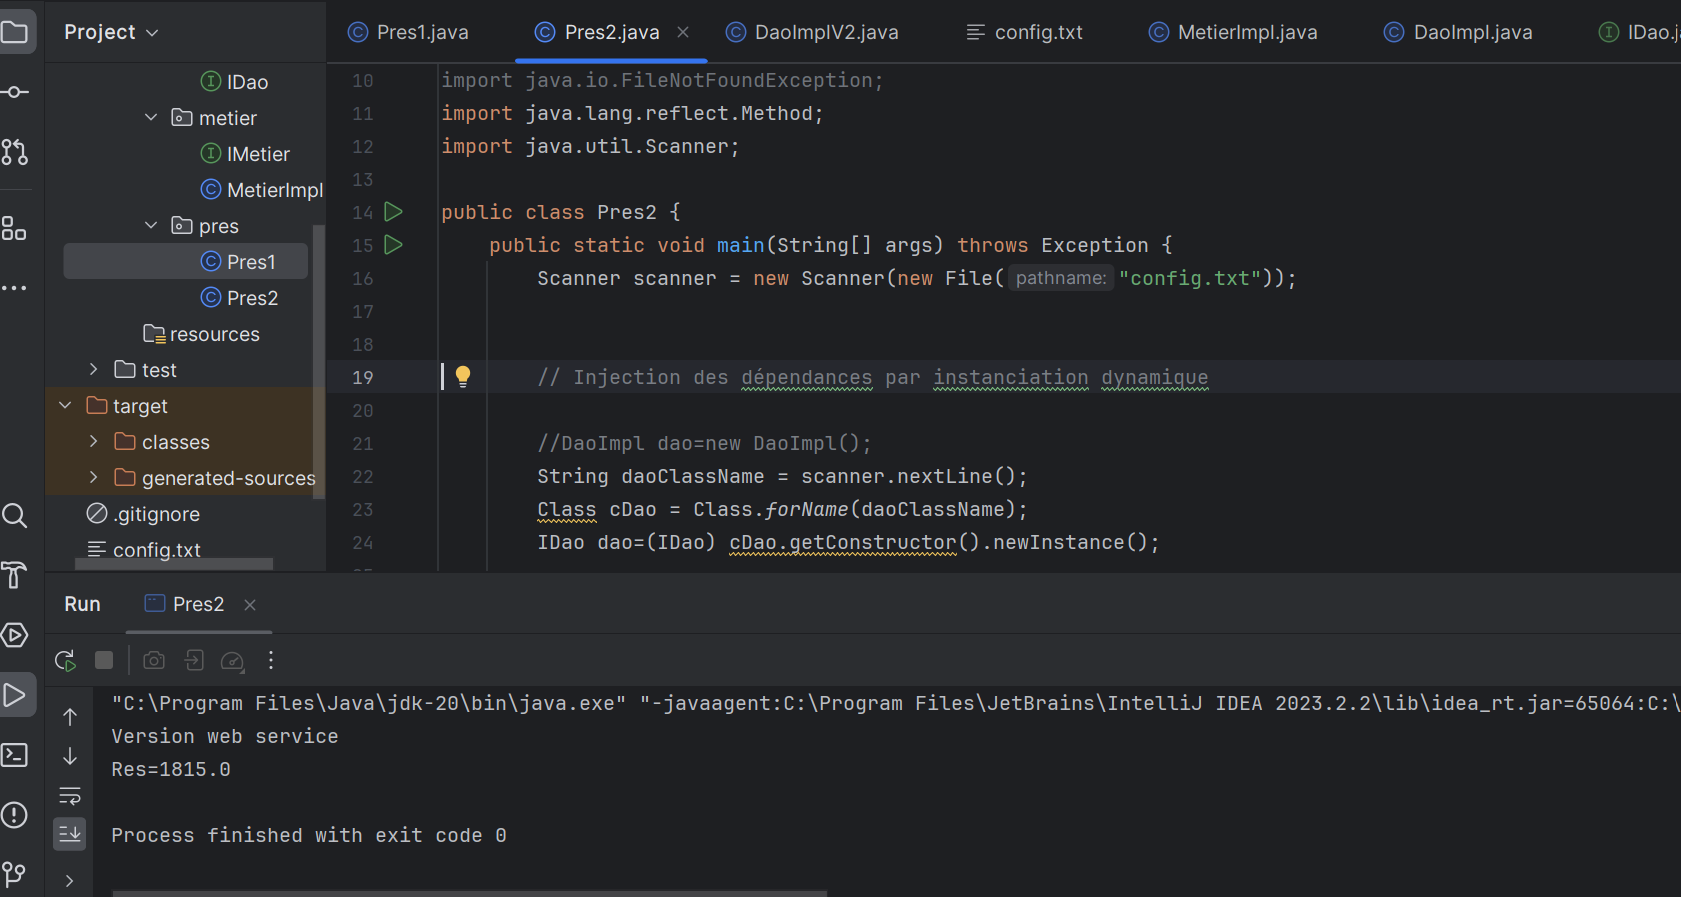 Project
Pres1.java
Pres2.java
DaoImplV2.java
config.txt
MetierImpl.java
DaoImpl.java
IDao.j
IDao
metier
IMetier
MetierImpl
pres
Pres1
Pres2
resources
test
target
classes
generated-sources
.gitignore
config.txt
10 import java.io.FileNotFoundException;
11 import java.lang.reflect.Method;
12 import java.util.Scanner;
13
14 public class Pres2 {
15 public static void main(String[] args) throws Exception {
16 Scanner scanner = new Scanner(new File( pathname: "config.txt"));
17
18
19 // Injection des dépendances par instanciation dynamique
20
21 //DaoImpl dao=new DaoImpl();
22 String daoClassName = scanner.nextLine();
23 Class cDao = Class.forName(daoClassName);
24 IDao dao=(IDao) cDao.getConstructor().newInstance();
Run
Pres2
"C:\Program Files\Java\jdk-20\bin\java.exe" "-javaagent:C:\Program Files\JetBrains\IntelliJ IDEA 2023.2.2\lib\idea_rt.jar=65064:C:\
Version web service
Res=1815.0
Process finished with exit code 0